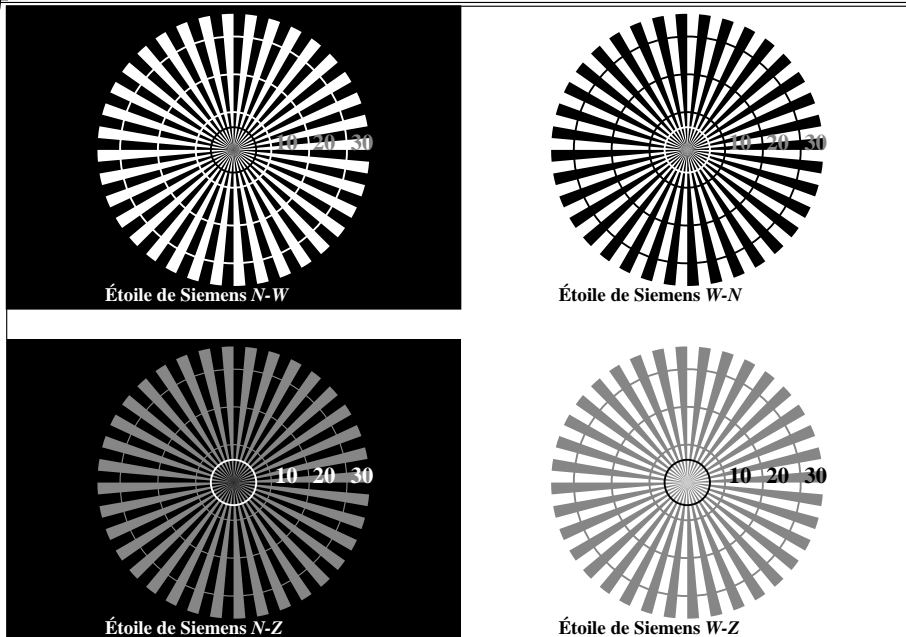 10 20 30
Étoile de Siemens N-W
10 20 30
Étoile de Siemens W-N
10 20 30
Étoile de Siemens N-Z
10 20 30
Étoile de Siemens W-Z